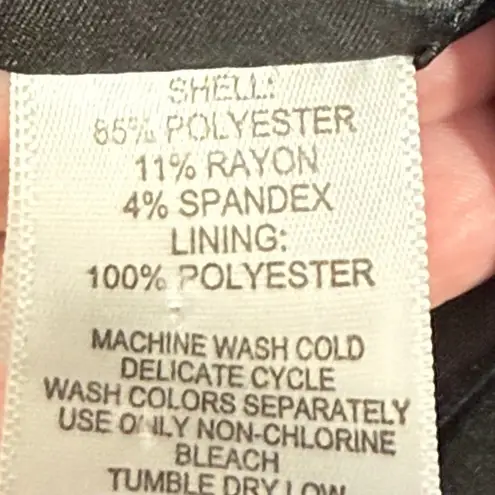 SHELL:
85% POLYESTER
11% RAYON
4% SPANDEX
LINING:
100% POLYESTER
MACHINE WASH COLD
DELICATE CYCLE
WASH COLORS SEPARATELY
USE ONLY NON-CHLORINE
BLEACH
TUMBLE DRY LOW